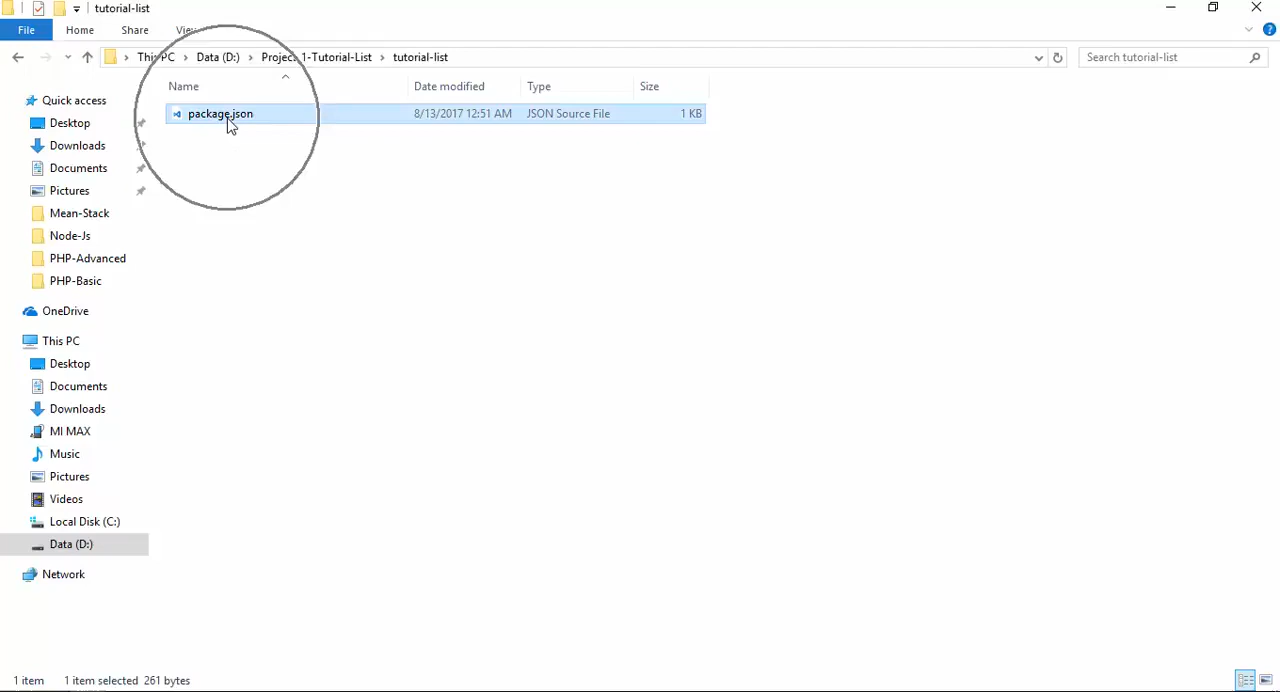 tutorial-list
File Home Share View
This PC › Data (D:) › Project 1-Tutorial-List › tutorial-list
Search tutorial-list
Name Date modified Type Size
package.json 8/13/2017 12:51 AM JSON Source File 1 KB
Quick access
Desktop
Downloads
Documents
Pictures
Mean-Stack
Node-Js
PHP-Advanced
PHP-Basic
OneDrive
This PC
Desktop
Documents
Downloads
MI MAX
Music
Pictures
Videos
Local Disk (C:)
Data (D:)
Network
1 item 1 item selected 261 bytes